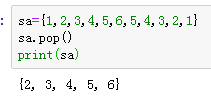 : sa={1,2,3,4,5,6,5,4,3,2,1}
sa.pop()
print(sa)
{2, 3, 4, 5, 6}